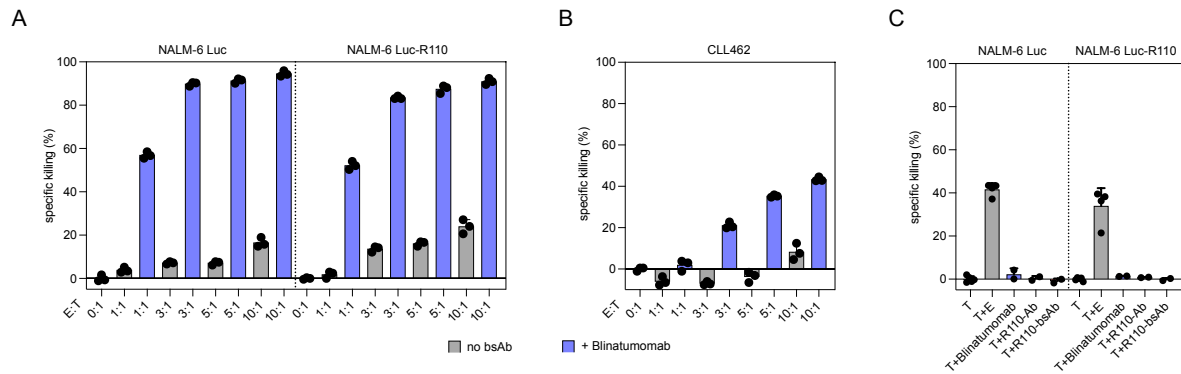 A
NALM-6 Luc
NALM-6 Luc-R110
specific killing (%)
100
80
60
40
20
0
E:T
0:1
1:1
1:1
3:1
3:1
5:1
5:1
10:1
10:1
0:1
1:1
1:1
3:1
3:1
5:1
5:1
10:1
10:1
B
CLL462
specific killing (%)
100
80
60
40
20
0
E:T
0:1
1:1
1:1
3:1
3:1
5:1
5:1
10:1
10:1
no bsAb
+ Blinatumomab
C
NALM-6 Luc
NALM-6 Luc-R110
specific killing (%)
100
80
60
40
20
0
T
T+E
T+Blinatumomab
T+R110-Ab
T+R110-bsAb
T
T+E
T+Blinatumomab
T+R110-Ab
T+R110-bsAb